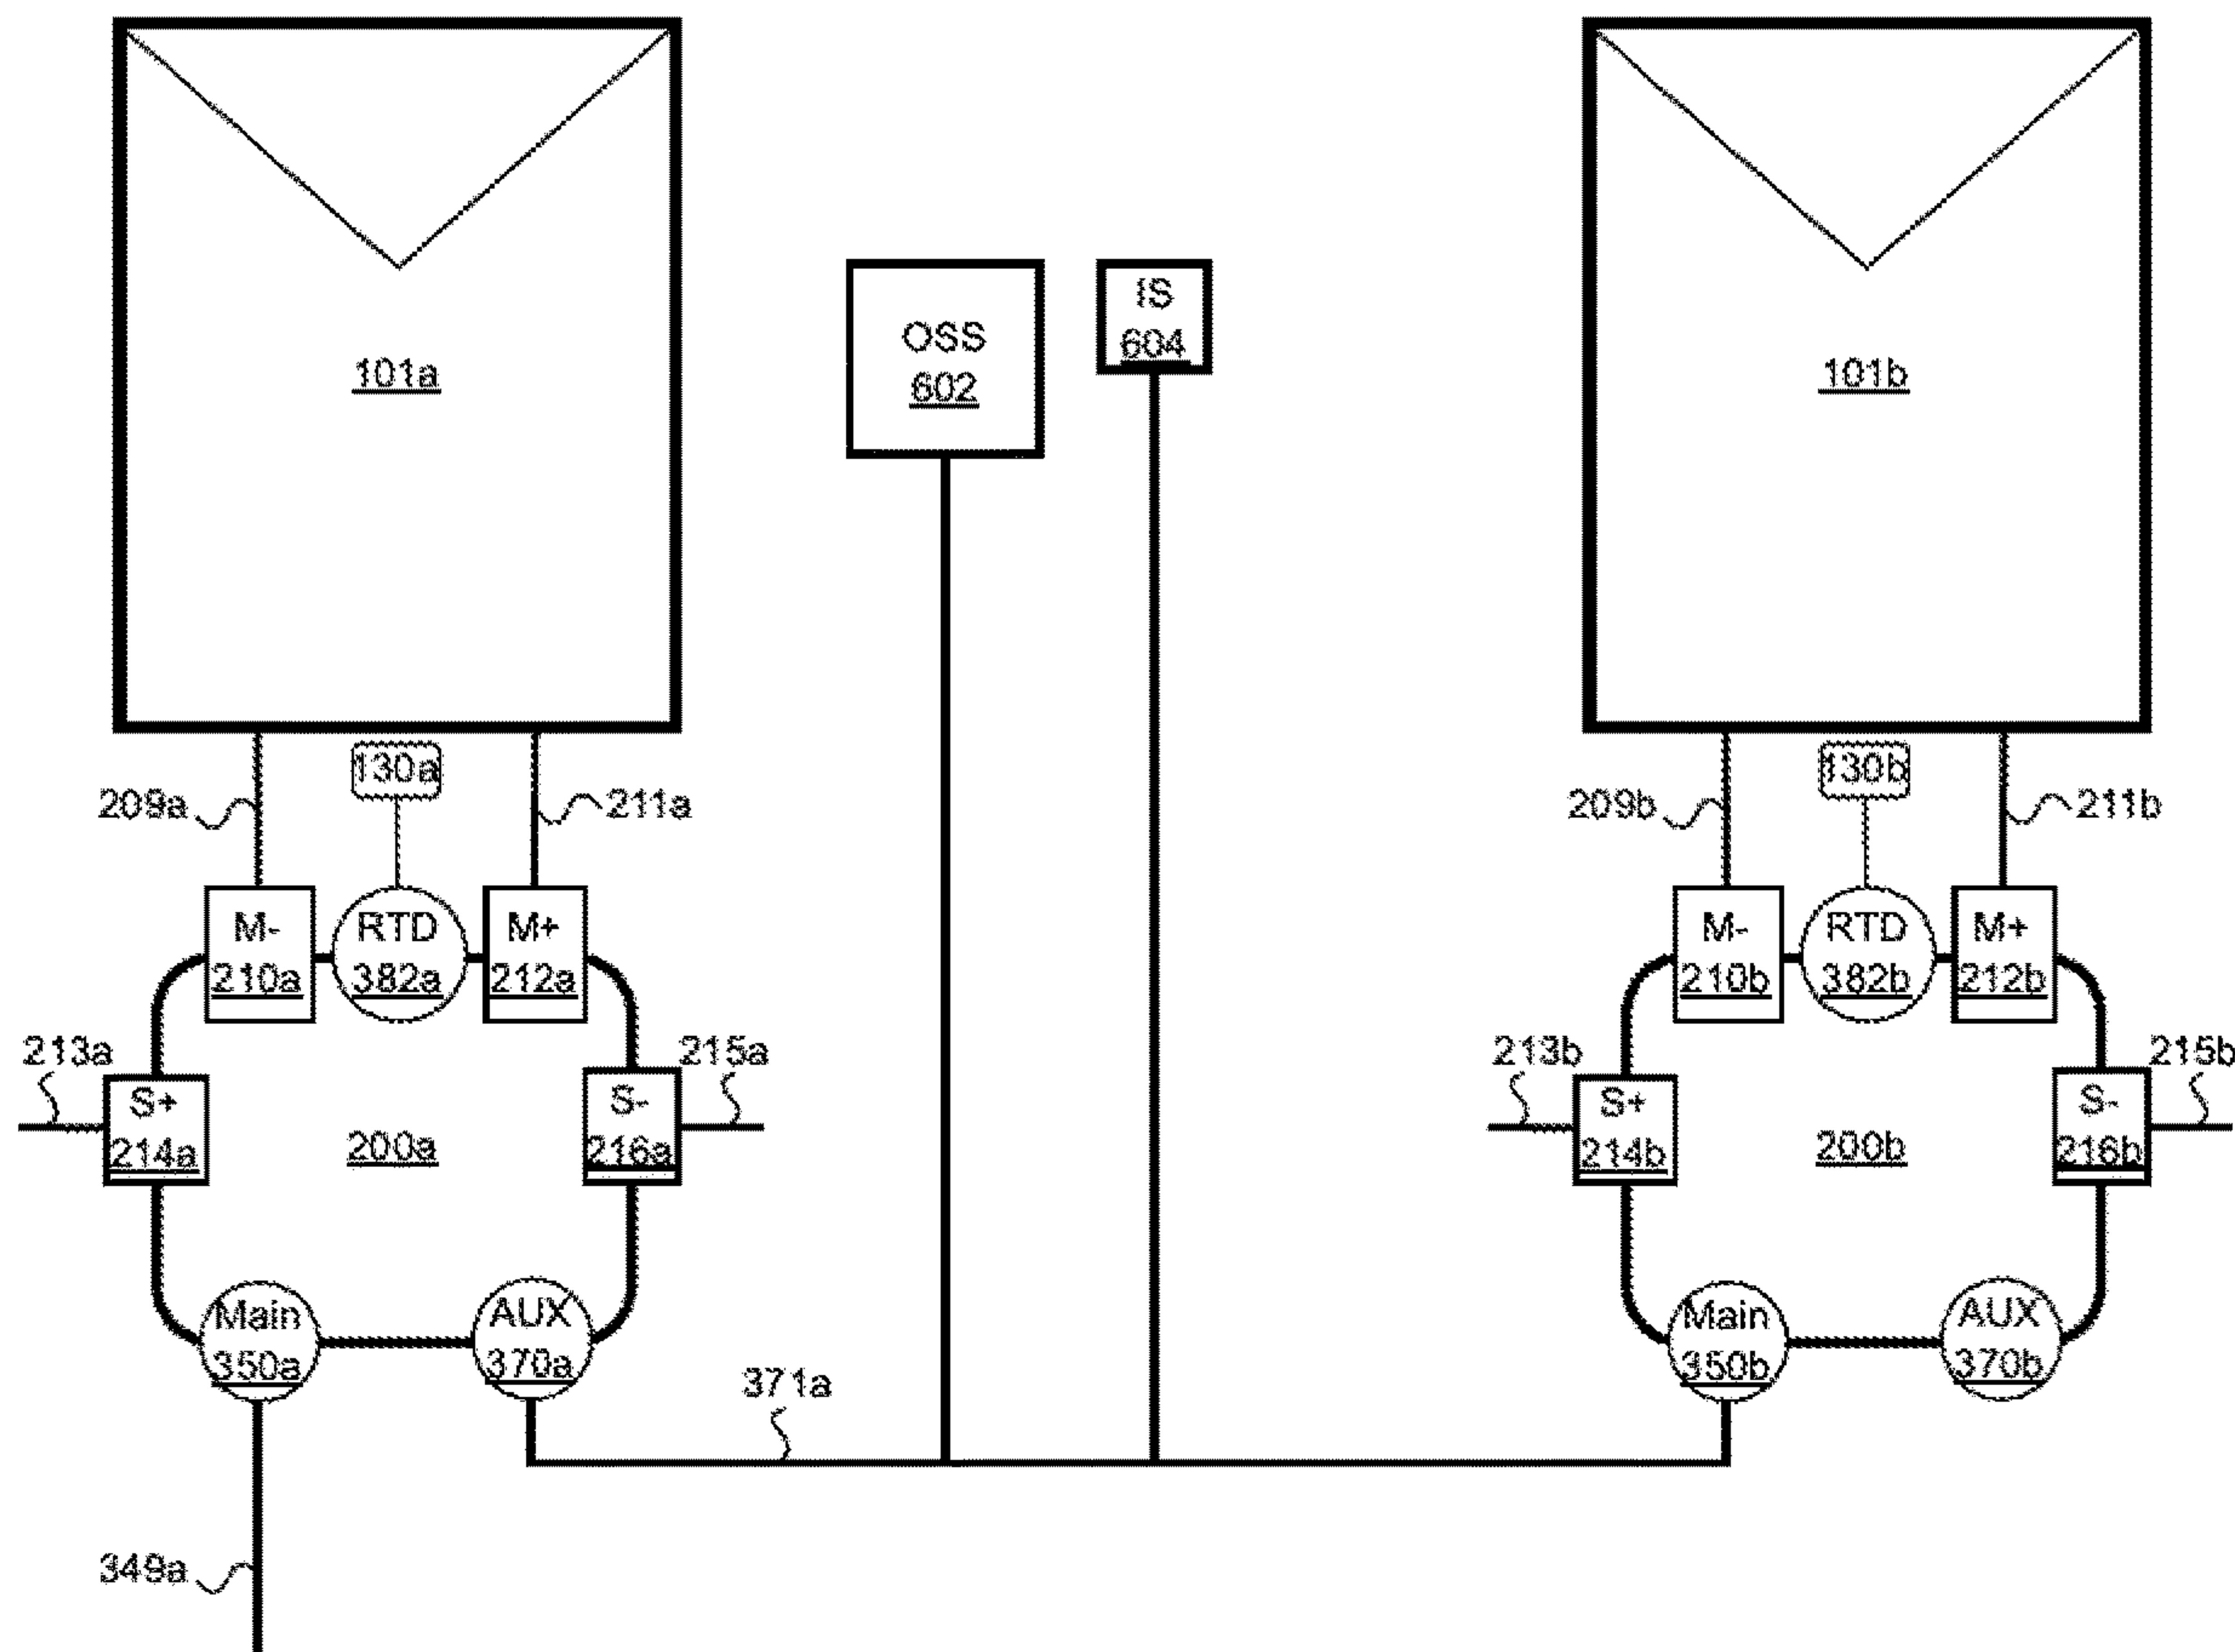 101a
OSS
602
IS
604
101b
130a
209a
211a
130b
209b
211b
M-
210a
RTD
382a
M+
212a
M-
210b
RTD
382b
M+
212b
213a
S+
214a
200a
S-
216a
215a
213b
S+
214b
200b
S-
216b
215b
Main
350a
AUX
370a
371a
Main
350b
AUX
370b
349a